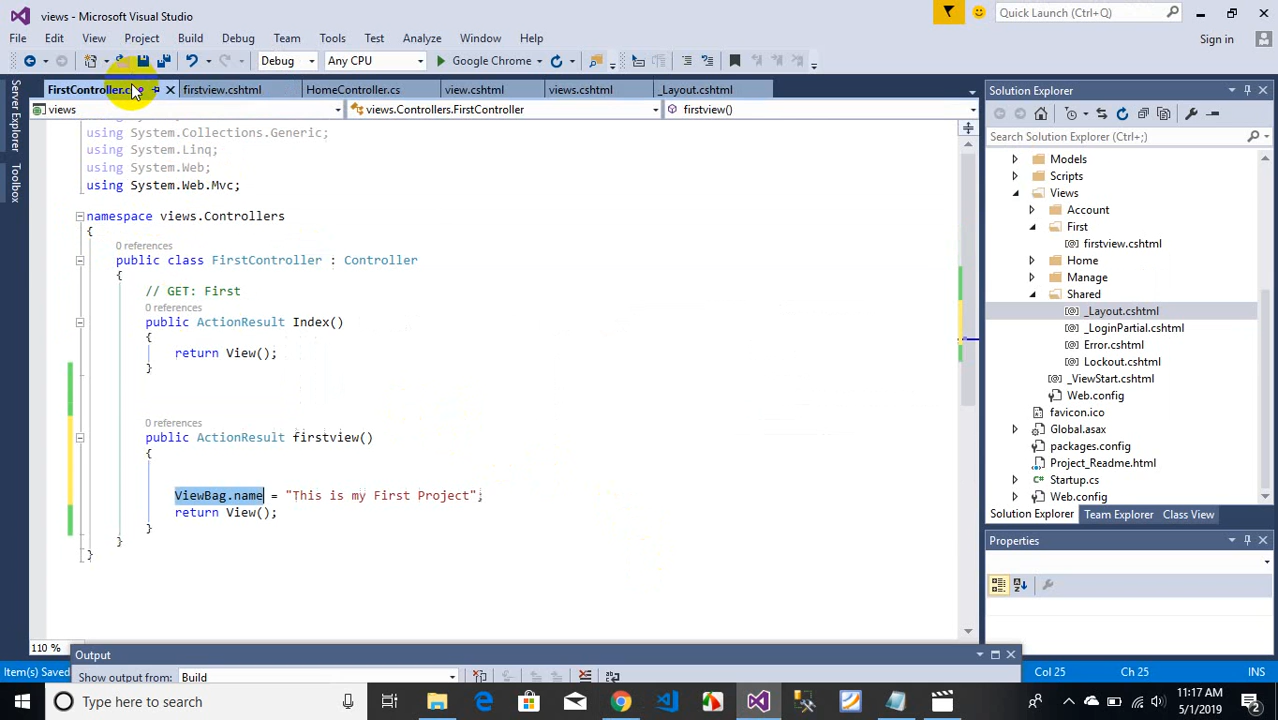 views - Microsoft Visual Studio
Quick Launch (Ctrl+Q)
File Edit View Project Build Debug Team Tools Test Analyze Window Help
Sign in
Debug Any CPU Google Chrome
FirstController.cs firstview.cshtml HomeController.cs view.cshtml views.cshtml _Layout.cshtml
views views.Controllers.FirstController firstview()
Server Explorer
Toolbox
using System.Collections.Generic;
using System.Linq;
using System.Web;
using System.Web.Mvc;
namespace views.Controllers
{
0 references
public class FirstController : Controller
{
// GET: First
0 references
public ActionResult Index()
{
return View();
}
0 references
public ActionResult firstview()
{
ViewBag.name = "This is my First Project";
return View();
}
}
}
110 %
Solution Explorer
Search Solution Explorer (Ctrl+;)
Models
Scripts
Views
Account
First
firstview.cshtml
Home
Manage
Shared
_Layout.cshtml
_LoginPartial.cshtml
Error.cshtml
Lockout.cshtml
_ViewStart.cshtml
Web.config
favicon.ico
Global.asax
packages.config
Project_Readme.html
Startup.cs
Web.config
Solution Explorer Team Explorer Class View
Properties
Output
Show output from: Build
Item(s) Saved
Col 25 Ch 25 INS
Type here to search
11:17 AM
5/1/2019
2